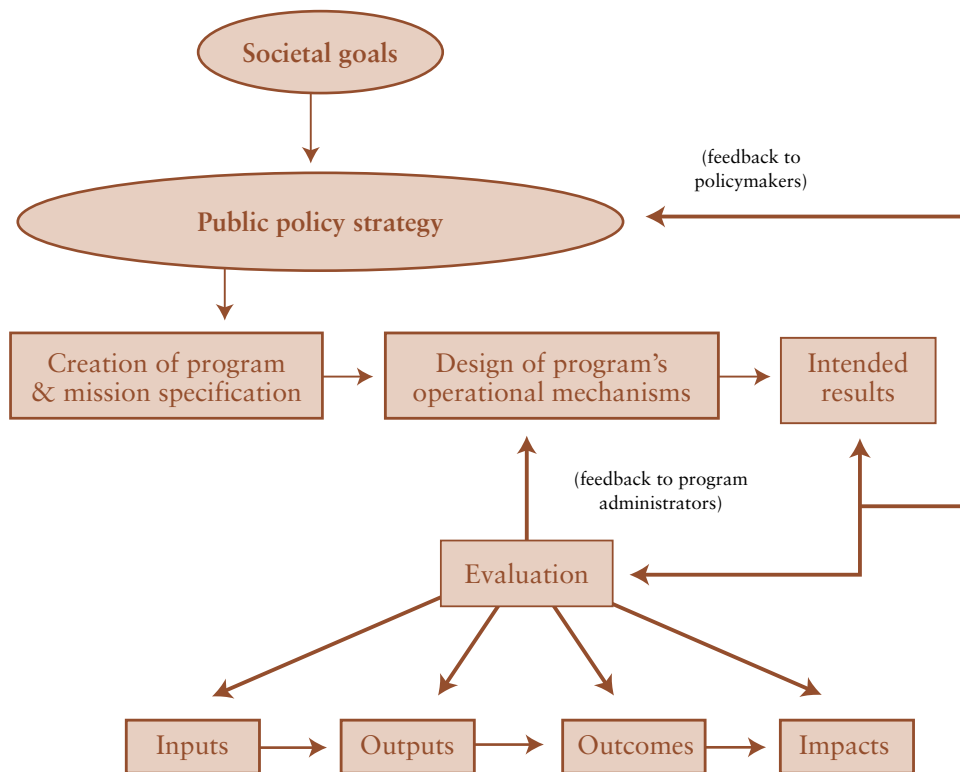 Societal goals
(feedback to
policymakers)
Public policy strategy
Creation of program
& mission specification
Design of program’s
operational mechanisms
Intended
results
(feedback to program
administrators)
Evaluation
Inputs
Outputs
Outcomes
Impacts